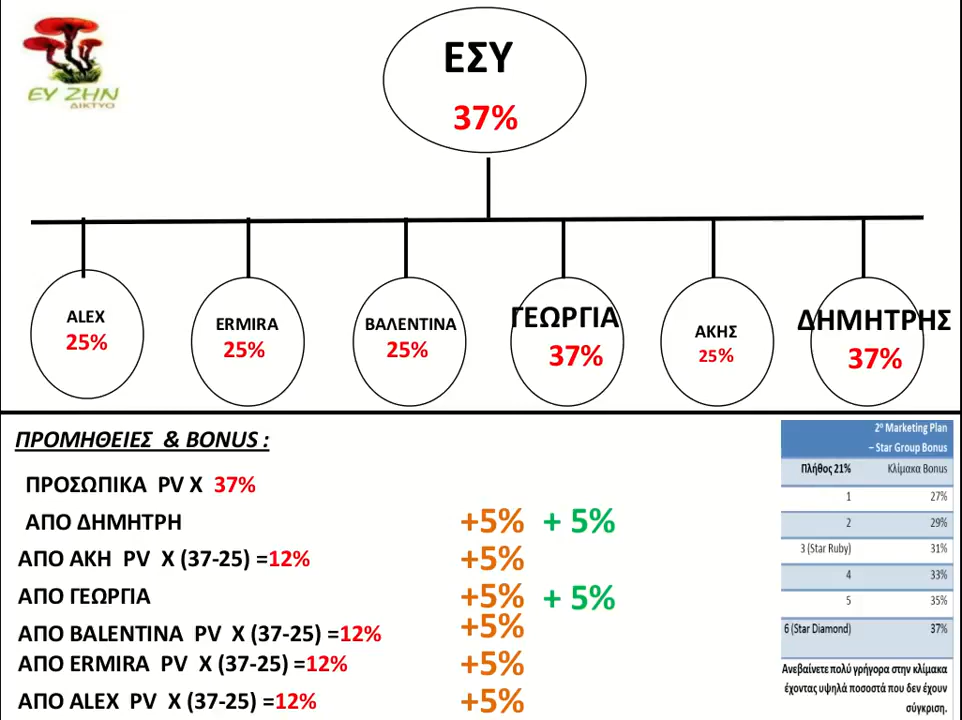 ΕΥ ΖΗΝ
ΔΙΚΤΥΟ
ΕΣΥ
37%
ALEX
25%
ERMIRA
25%
ΒΑΛΕΝΤΙΝΑ
25%
ΓΕΩΡΓΙΑ
37%
ΑΚΗΣ
25%
ΔΗΜΗΤΡΗΣ
37%
ΠΡΟΜΗΘΕΙΕΣ & BONUS :
ΠΡΟΣΩΠΙΚΑ PV X 37%
ΑΠΟ ΔΗΜΗΤΡΗ +5% + 5%
ΑΠΟ ΑΚΗ PV X (37-25) =12% +5%
ΑΠΟ ΓΕΩΡΓΙΑ +5% + 5%
ΑΠΟ BALENTINA PV X (37-25) =12% +5%
ΑΠΟ ERMIRA PV X (37-25) =12% +5%
ΑΠΟ ALEX PV X (37-25) =12% +5%
2ο Marketing Plan
– Star Group Bonus
Πλήθος 21% Κλίμακα Bonus
1 27%
2 29%
3 (Star Ruby) 31%
4 33%
5 35%
6 (Star Diamond) 37%
Ανεβαίνετε πολύ γρήγορα στην κλίμακα
έχοντας υψηλά ποσοστά που δεν έχουν
σύγκριση.